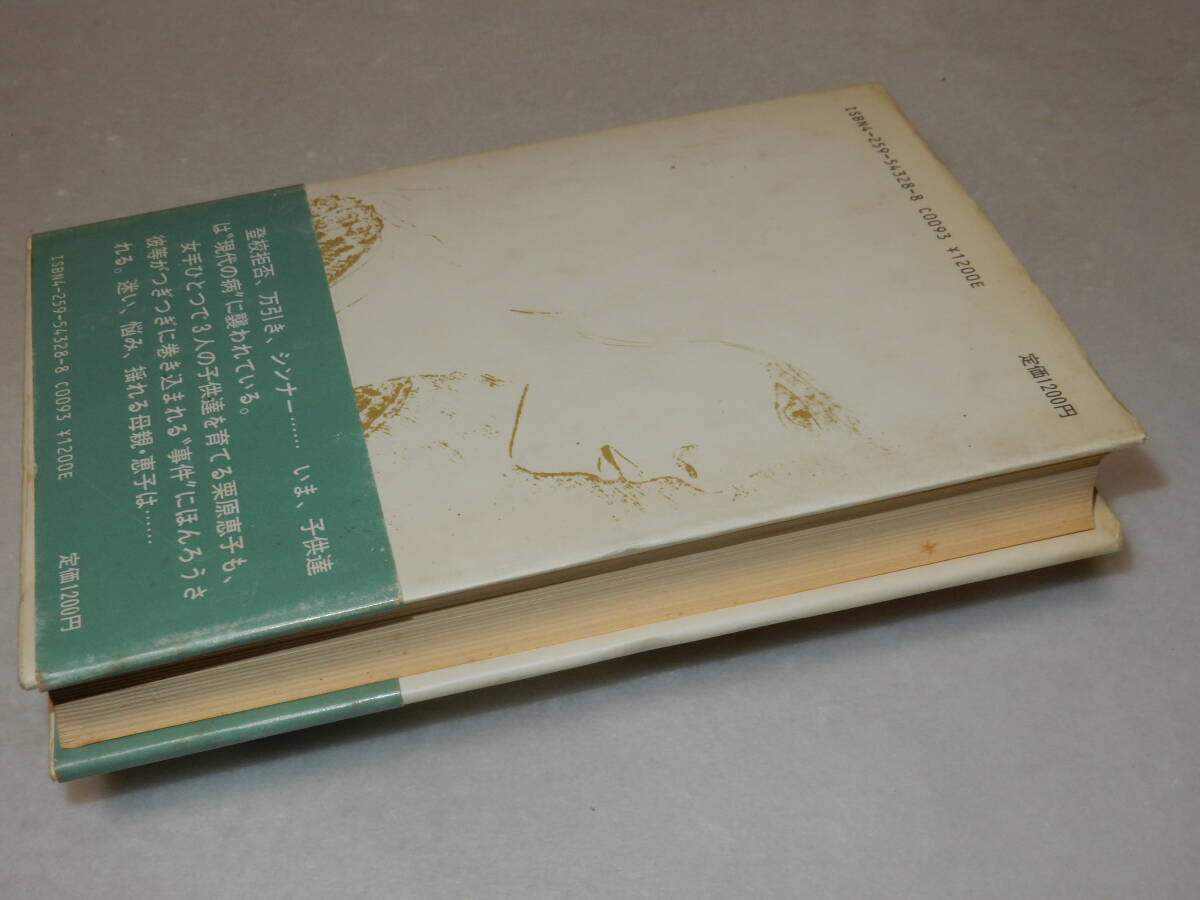 ISBN4-259-54328-8 C0093 ¥1200E
定価1200円
登校拒否、万引き、シンナー…… いま、子供達
は〝現代の病〟に襲われている。
女手ひとつで3人の子供達を育てる栗原恵子も、
彼等がつぎつぎに巻き込まれる〝事件〟にほんろうさ
れる。迷い、悩み、揺れる母親・恵子は……
ISBN4-259-54328-8 C0093 ¥1200E
定価1200円